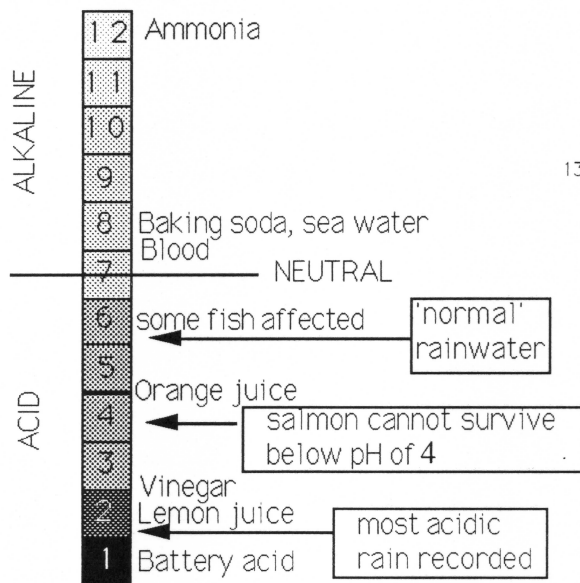 ALKALINE
ACID
12 Ammonia
11
10
9
13
8 Baking soda, sea water
Blood
7 NEUTRAL
6 some fish affected
'normal'
rainwater
5
Orange juice
4
salmon cannot survive
below pH of 4
3
Vinegar
2 Lemon juice
most acidic
rain recorded
1 Battery acid